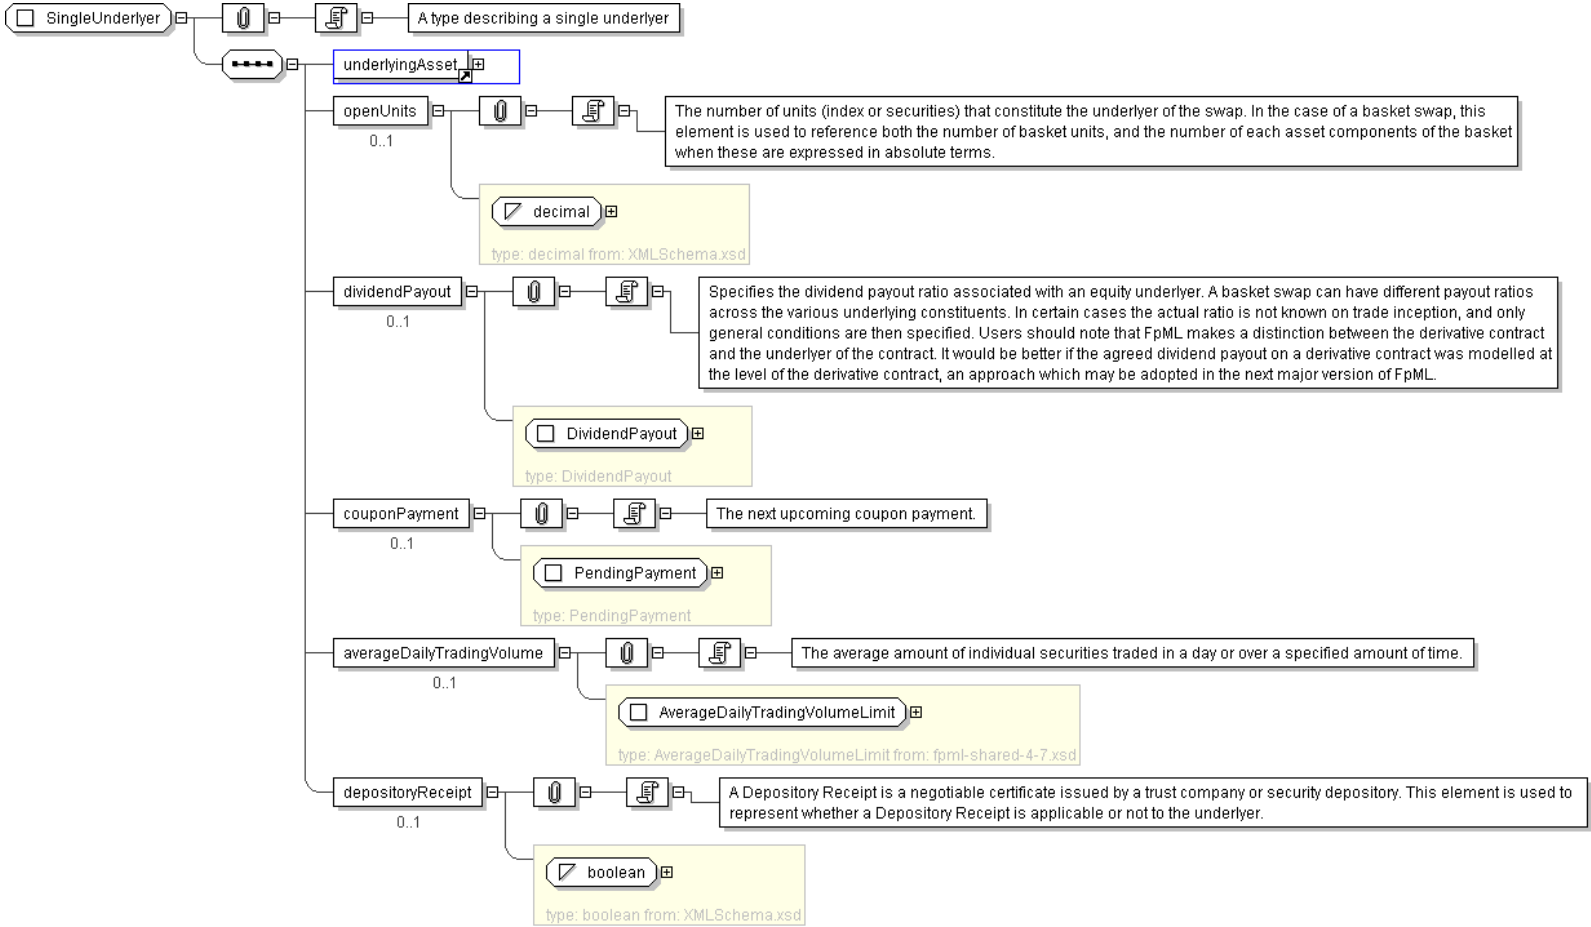 SingleUnderlyer
A type describing a single underlyer
underlyingAsset
openUnits
0..1
The number of units (index or securities) that constitute the underlyer of the swap. In the case of a basket swap, this
element is used to reference both the number of basket units, and the number of each asset components of the basket
when these are expressed in absolute terms.
decimal
type: decimal from: XMLSchema.xsd
dividendPayout
0..1
Specifies the dividend payout ratio associated with an equity underlyer. A basket swap can have different payout ratios
across the various underlying constituents. In certain cases the actual ratio is not known on trade inception, and only
general conditions are then specified. Users should note that FpML makes a distinction between the derivative contract
and the underlyer of the contract. It would be better if the agreed dividend payout on a derivative contract was modelled at
the level of the derivative contract, an approach which may be adopted in the next major version of FpML.
DividendPayout
type: DividendPayout
couponPayment
0..1
The next upcoming coupon payment.
PendingPayment
type: PendingPayment
averageDailyTradingVolume
0..1
The average amount of individual securities traded in a day or over a specified amount of time.
AverageDailyTradingVolumeLimit
type: AverageDailyTradingVolumeLimit from: fpml-shared-4-7.xsd
depositoryReceipt
0..1
A Depository Receipt is a negotiable certificate issued by a trust company or security depository. This element is used to
represent whether a Depository Receipt is applicable or not to the underlyer.
boolean
type: boolean from: XMLSchema.xsd